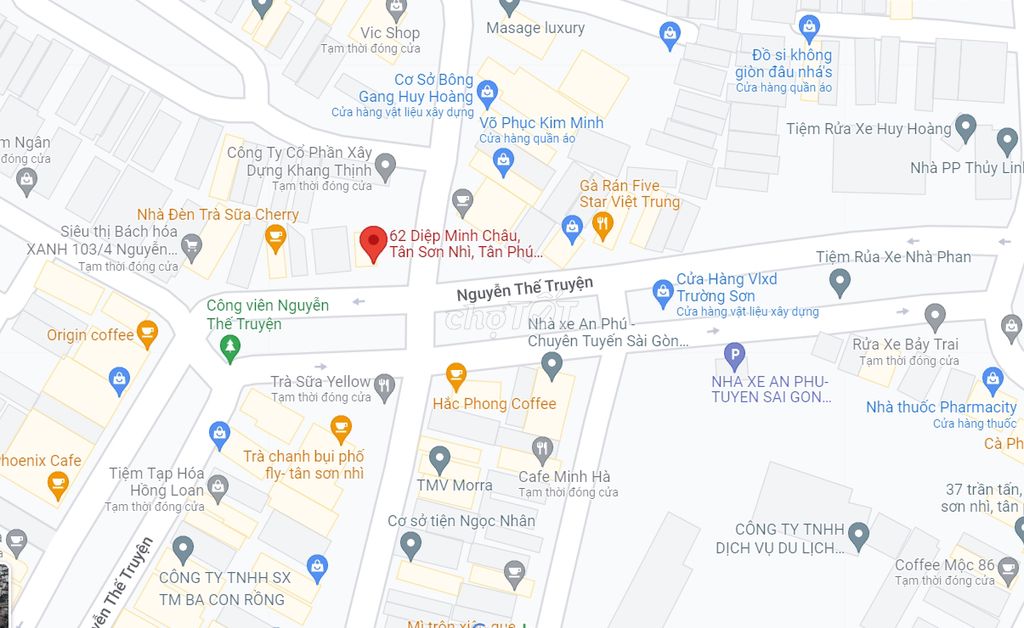 Vic Shop
Tạm thời đóng cửa
Masage luxury
Đồ si không
giòn đâu nhá's
Cửa hàng quần áo
Cơ Sở Bông
Gang Huy Hoàng
Cửa hàng vật liệu xây dựng
Võ Phục Kim Minh
Cửa hàng quần áo
Tiệm Rửa Xe Huy Hoàng
Nhà PP Thủy Linh
m Ngân
đóng cửa
Công Ty Cổ Phần Xây
Dựng Khang Thịnh
Tạm thời đóng cửa
Gà Rán Five
Star Việt Trung
Nhà Đèn Trà Sữa Cherry
Siêu thị Bách hóa
XANH 103/4 Nguyễn...
Tạm thời đóng cửa
62 Diệp Minh Châu,
Tân Sơn Nhì, Tân Phú...
Tiệm Rủa Xe Nhà Phan
Nguyễn Thế Truyện
Cửa Hàng Vlxd
Trường Sơn
Cửa hàng vật liệu xây dựng
Công viên Nguyễn
Thế Truyện
chợTỐT
Nhà xe An Phú -
Chuyên Tuyến Sài Gòn...
Origin coffee
Rửa Xe Bảy Trai
Tạm thời đóng cửa
Trà Sữa Yellow
Tạm thời đóng cửa
P
NHA XE AN PHU-
TUYEN SAI GON...
Hắc Phong Coffee
Nhà thuốc Pharmacity
Cửa hàng thuốc
Cà Ph
Trà chanh bụi phố
fly- tân sơn nhì
Phoenix Cafe
Tiệm Tạp Hóa
Hồng Loan
Tạm thời đóng cửa
TMV Morra
Cafe Minh Hà
Tạm thời đóng cửa
37 trần tấn,
sơn nhì, tân
Cơ sở tiện Ngọc Nhân
CÔNG TY TNHH
DỊCH VỤ DU LỊCH...
Coffee Mộc 86
Tạm thời đóng cửa
CÔNG TY TNHH SX
TM BA CON RỒNG
yễn Thế Truyện